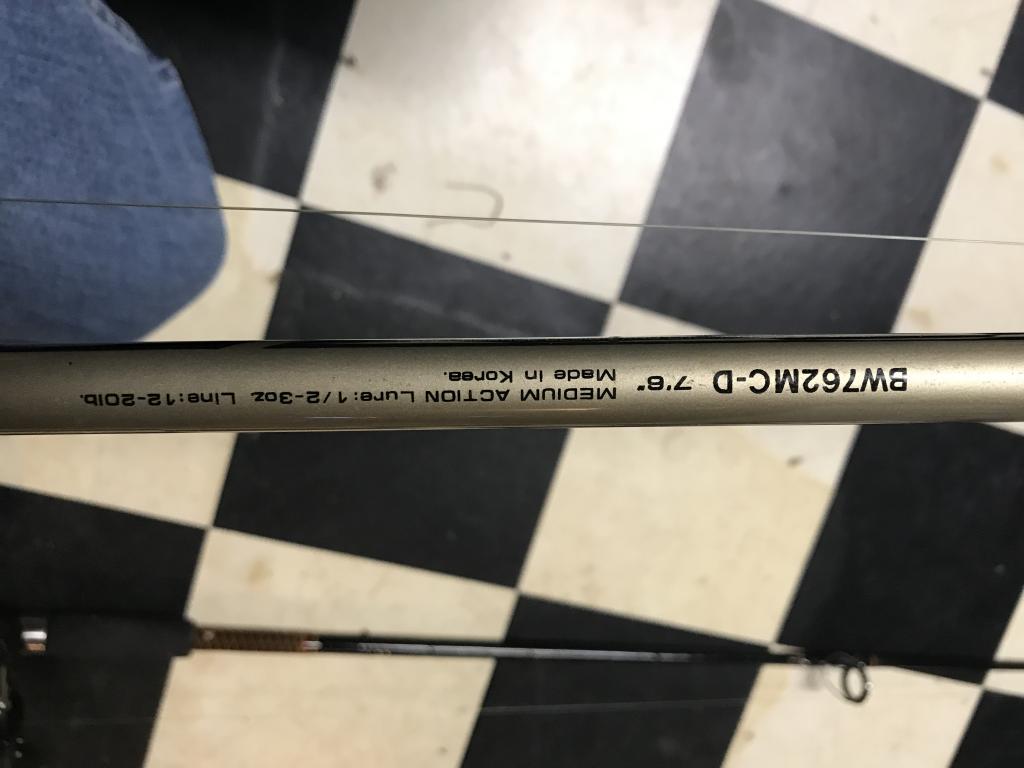 BW762MC-D 7'6" MEDIUM ACTION Lure:1/2-3oz Line:12-20lb.
Made in Korea.